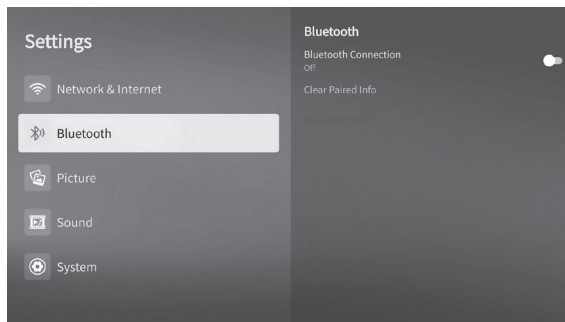 Settings
Network & Internet
Bluetooth
Picture
Sound
System
Bluetooth
Bluetooth Connection
Off
Clear Paired Info